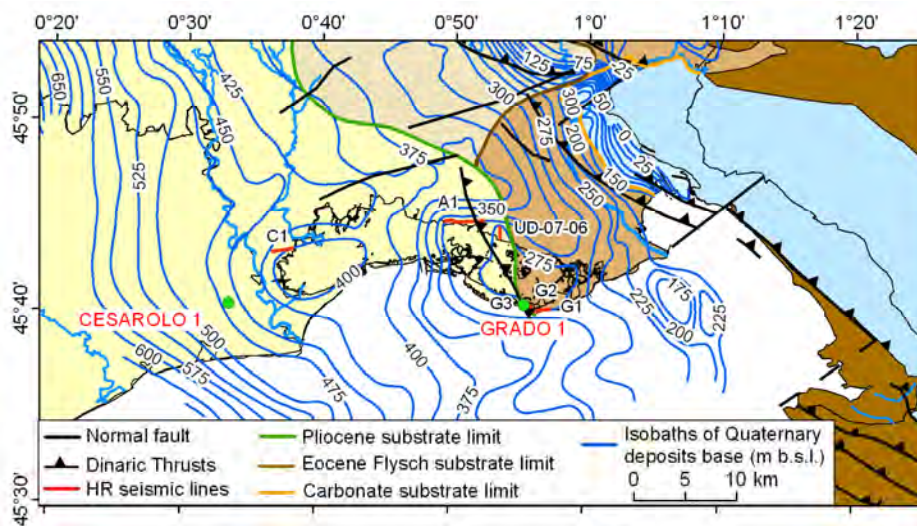 0°20' 0°30' 0°40' 0°50' 1°0' 1°10' 1°20'
45°50'
45°40'
45°30'
650
550
425
450
525
125
75
25
300
275
300
200
50
0
25
150
250
375
350
A1
UD-07-06
C1
400
275
G3
G2
G1
225
175
225
200
CESAROLO 1
GRADO 1
500
600
575
475
400
375
Normal fault
Dinaric Thrusts
HR seismic lines
Pliocene substrate limit
Eocene Flysch substrate limit
Carbonate substrate limit
Isobaths of Quaternary
deposits base (m b.s.l.)
0 5 10 km